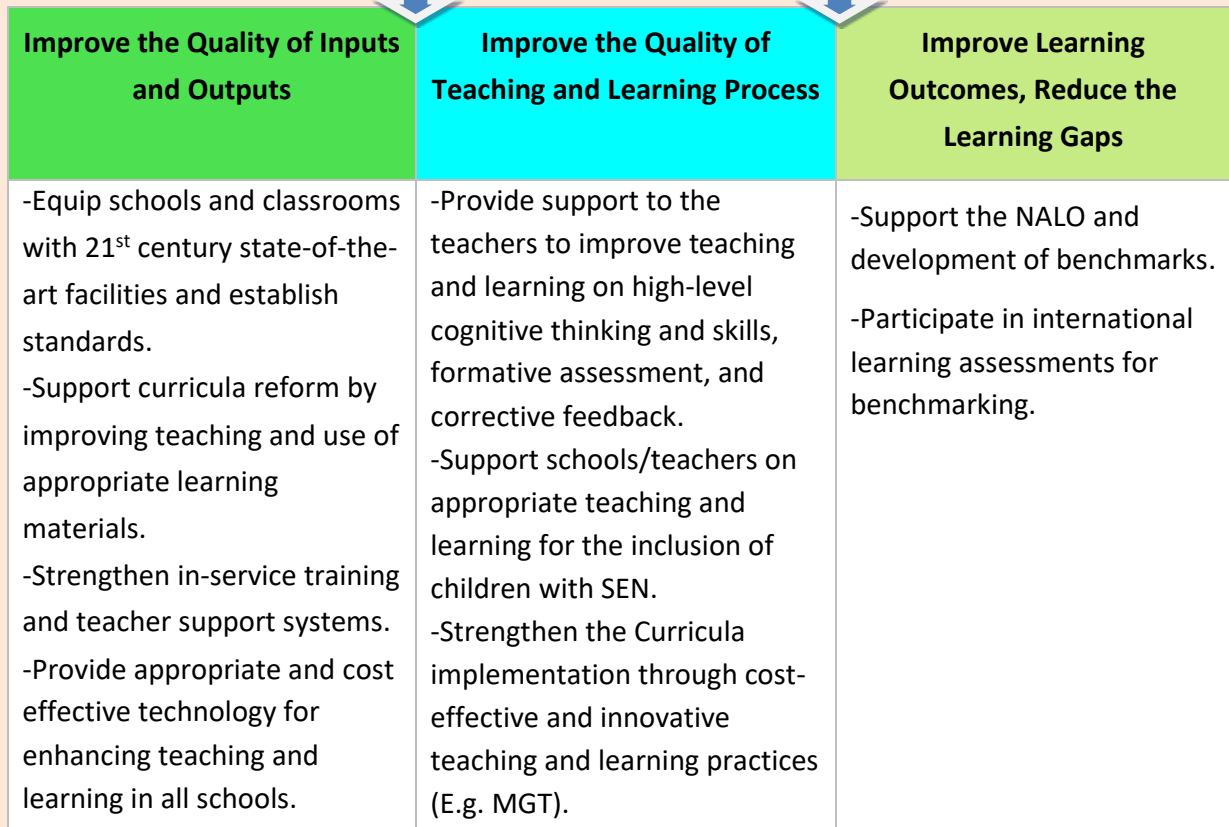 Improve the Quality of Inputs
and Outputs
-Equip schools and classrooms
with 21st century state-of-the-
art facilities and establish
standards.
-Support curricula reform by
improving teaching and use of
appropriate learning
materials.
-Strengthen in-service training
and teacher support systems.
-Provide appropriate and cost
effective technology for
enhancing teaching and
learning in all schools.
Improve the Quality of
Teaching and Learning Process
-Provide support to the
teachers to improve teaching
and learning on high-level
cognitive thinking and skills,
formative assessment, and
corrective feedback.
-Support schools/teachers on
appropriate teaching and
learning for the inclusion of
children with SEN.
-Strengthen the Curricula
implementation through cost-
effective and innovative
teaching and learning practices
(E.g. MGT).
Improve Learning
Outcomes, Reduce the
Learning Gaps
-Support the NALO and
development of benchmarks.
-Participate in international
learning assessments for
benchmarking.